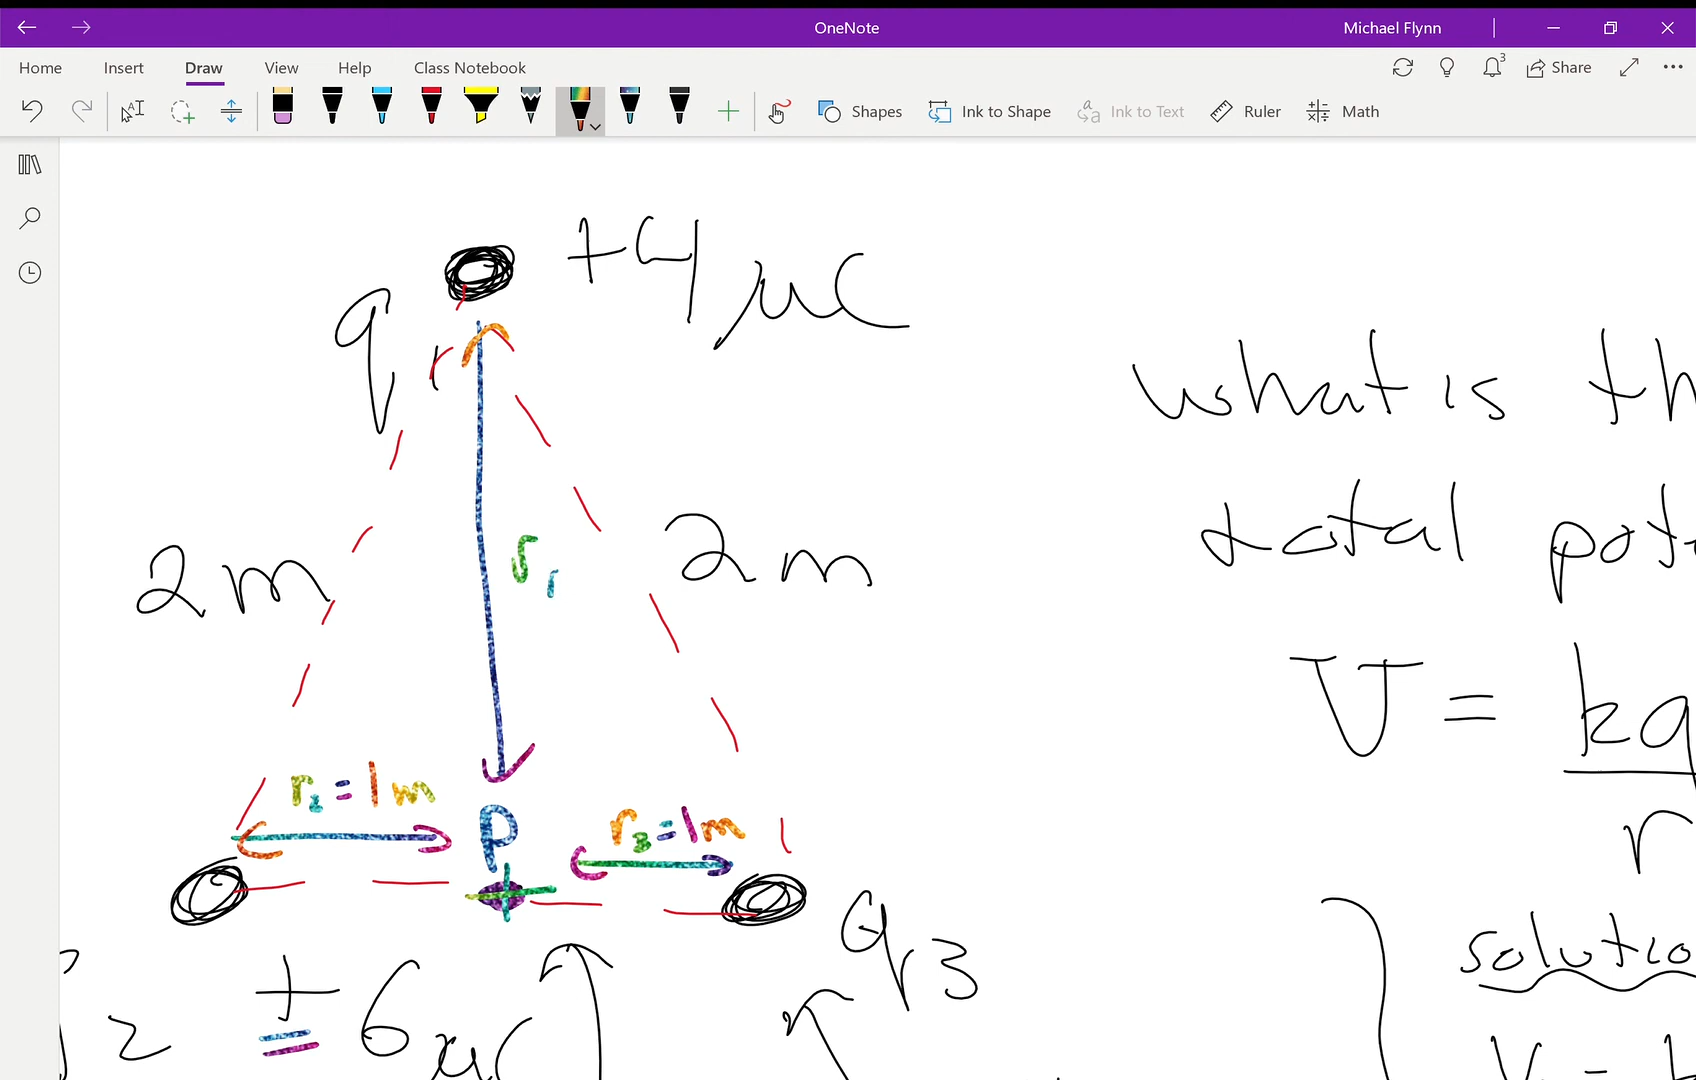 OneNote
Michael Flynn
Home Insert Draw View Help Class Notebook
3
Share
Shapes Ink to Shape Ink to Text Ruler Math
+4μC
q1
what is th
total pot
2m
r1
2m
V = kq
r
r2=1m
P
r3=1m
q3
solutio
2 + 6μC